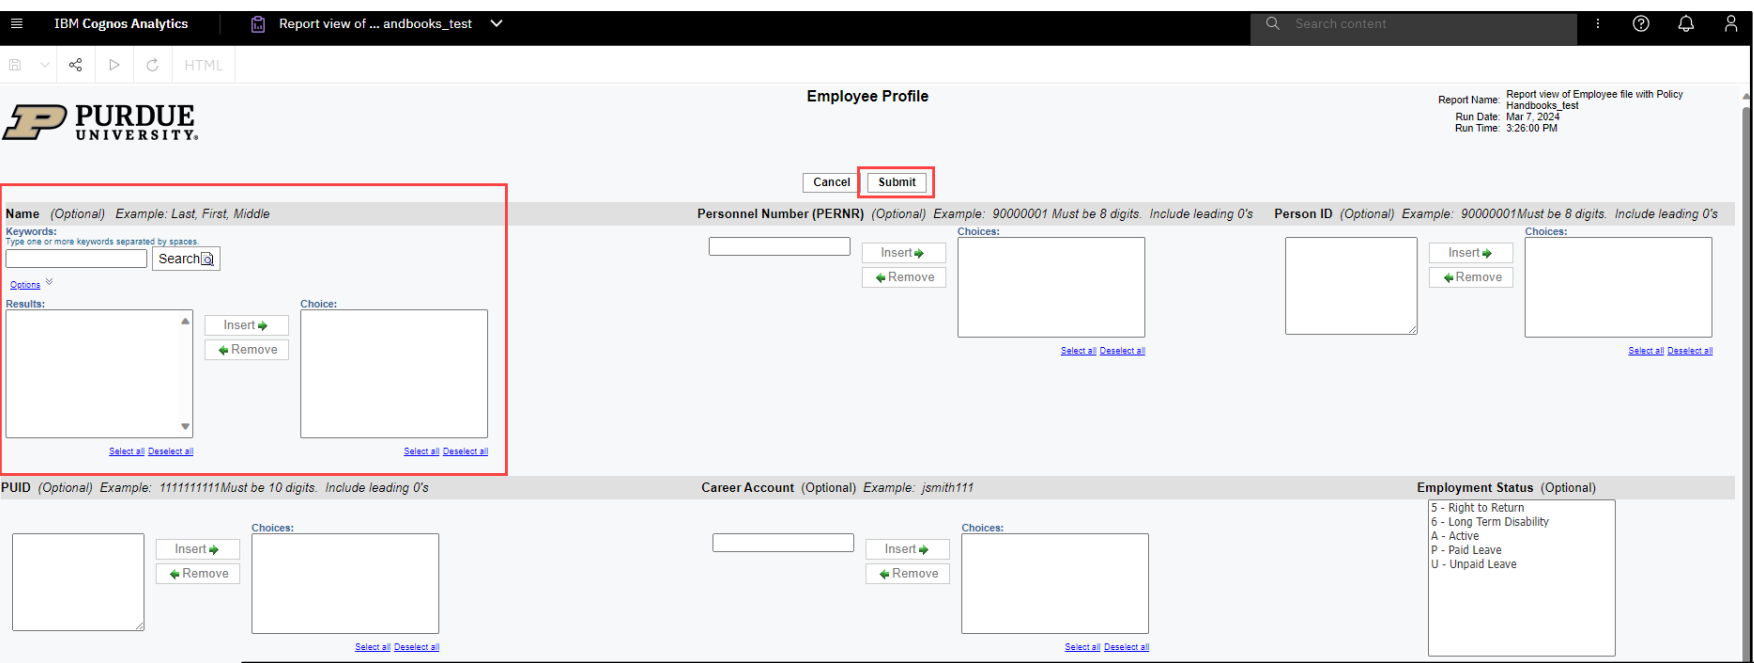 IBM Cognos Analytics
Report view of ... andbooks_test
Search content
HTML
PURDUE
UNIVERSITY®
Employee Profile
Report Name: Report view of Employee file with Policy
Handbooks_test
Run Date: Mar 7, 2024
Run Time: 3:26:00 PM
Cancel
Submit
Name (Optional) Example: Last, First, Middle
Personnel Number (PERNR) (Optional) Example: 90000001 Must be 8 digits. Include leading 0's
Person ID (Optional) Example: 90000001Must be 8 digits. Include leading 0's
Keywords:
Type one or more keywords separated by spaces.
Search
Options
Results:
Insert
Remove
Choice:
Select all Deselect all
Select all Deselect all
Choices:
Insert
Remove
Select all Deselect all
Choices:
Insert
Remove
Select all Deselect all
PUID (Optional) Example: 1111111111Must be 10 digits. Include leading 0's
Career Account (Optional) Example: jsmith111
Employment Status (Optional)
Choices:
Insert
Remove
Select all Deselect all
Choices:
Insert
Remove
Select all Deselect all
5 - Right to Return
6 - Long Term Disability
A - Active
P - Paid Leave
U - Unpaid Leave